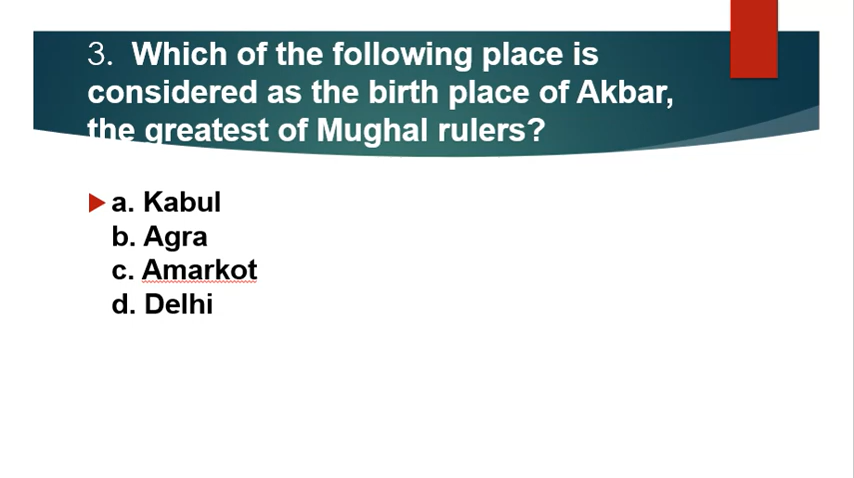 3. Which of the following place is
considered as the birth place of Akbar,
the greatest of Mughal rulers?
a. Kabul
b. Agra
c. Amarkot
d. Delhi